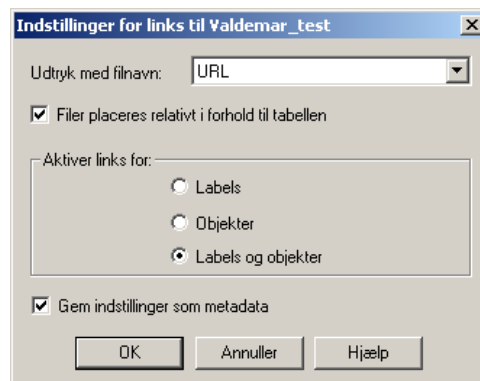 Indstillinger for links til Valdemar_test
Udtryk med filnavn: URL
Filer placeres relativt i forhold til tabellen
Aktiver links for:
Labels
Objekter
Labels og objekter
Gem indstillinger som metadata
OK Annuller Hjælp